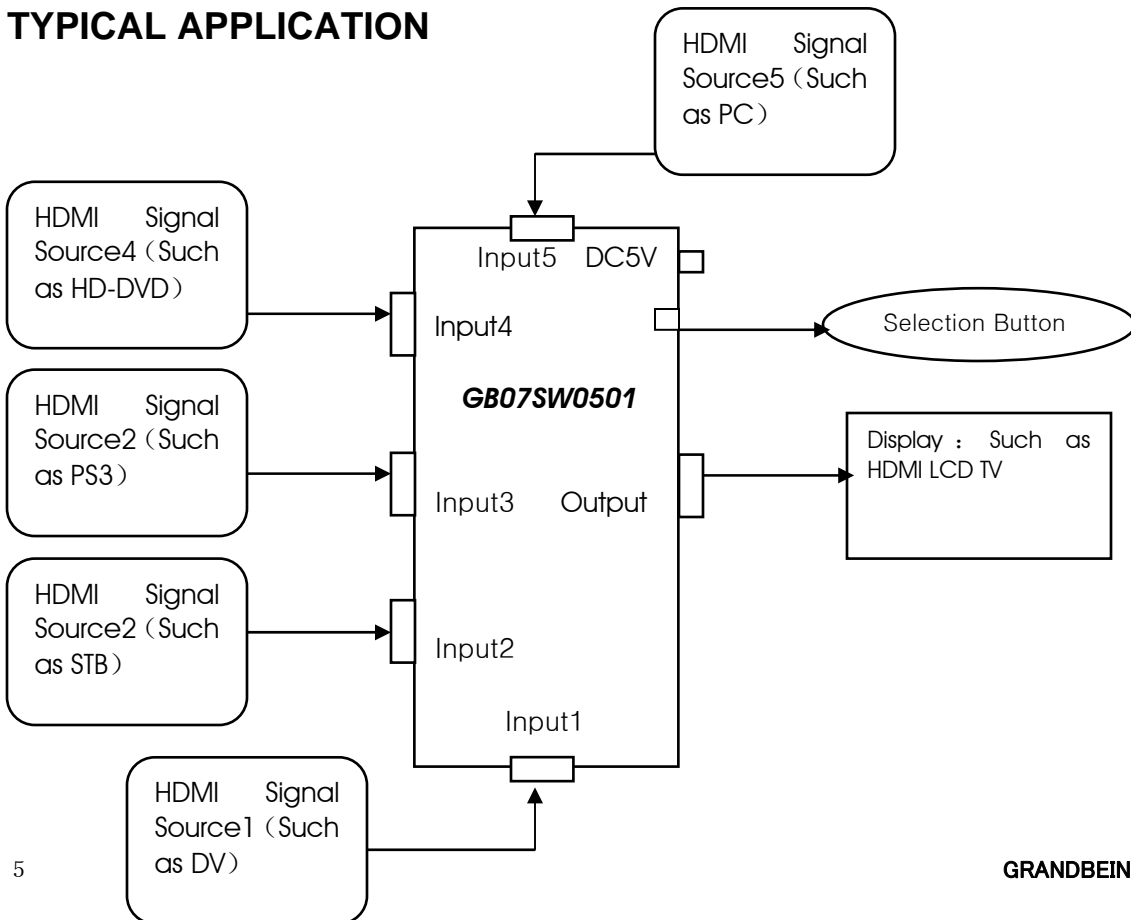 TYPICAL APPLICATION
HDMI Signal
Source5（Such
as PC）
HDMI Signal
Source4（Such
as HD-DVD）
Input5 DC5V
Input4
Selection Button
GB07SW0501
HDMI Signal
Source2（Such
as PS3）
Display： Such as
HDMI LCD TV
Input3 Output
HDMI Signal
Source2（Such
as STB）
Input2
Input1
HDMI Signal
Source1（Such
as DV）
5
GRANDBEIN